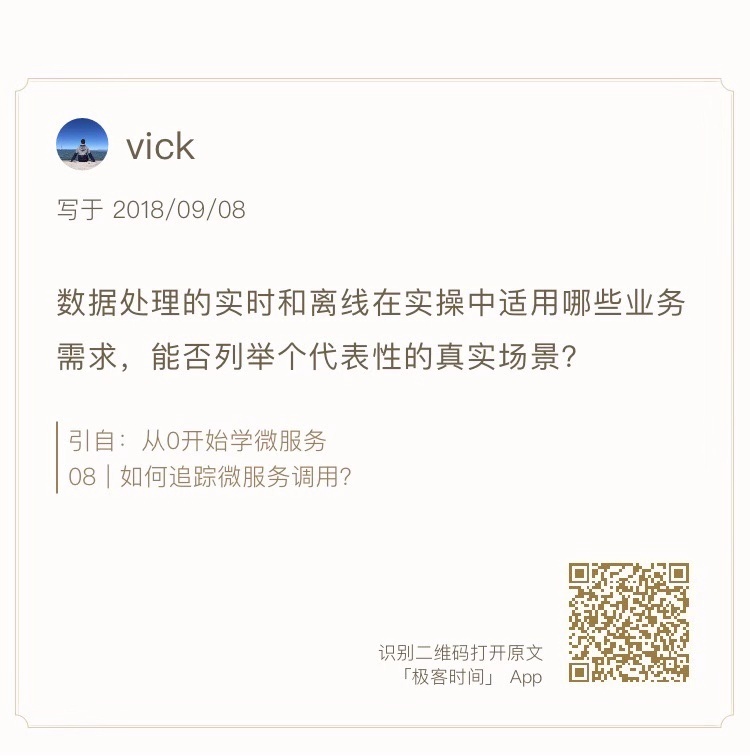 vick
写于 2018/09/08
数据处理的实时和离线在实操中适用哪些业务
需求，能否列举个代表性的真实场景？
引自：从0开始学微服务
08｜如何追踪微服务调用？
识别二维码打开原文
「极客时间」 App